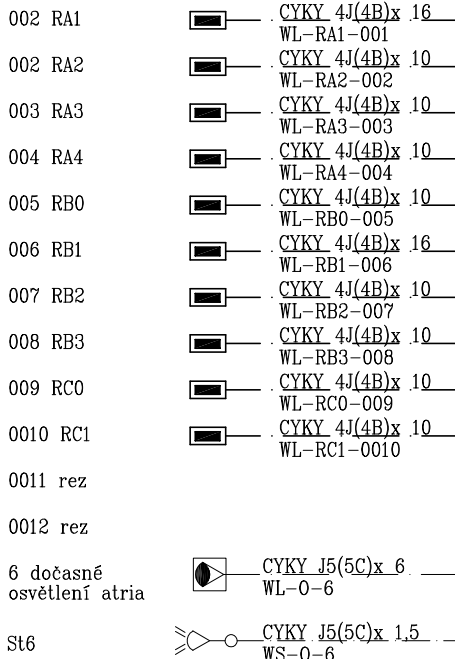 002 RA1 CYKY 4J(4B)x 16
WL-RA1-001
002 RA2 CYKY 4J(4B)x 10
WL-RA2-002
003 RA3 CYKY 4J(4B)x 10
WL-RA3-003
004 RA4 CYKY 4J(4B)x 10
WL-RA4-004
005 RB0 CYKY 4J(4B)x 10
WL-RB0-005
006 RB1 CYKY 4J(4B)x 16
WL-RB1-006
007 RB2 CYKY 4J(4B)x 10
WL-RB2-007
008 RB3 CYKY 4J(4B)x 10
WL-RB3-008
009 RC0 CYKY 4J(4B)x 10
WL-RC0-009
0010 RC1 CYKY 4J(4B)x 10
WL-RC1-0010
0011 rez
0012 rez
6 dočasné CYKY J5(5C)x 6
osvětlení atria WL-0-6
St6 CYKY J5(5C)x 1,5
WS-0-6